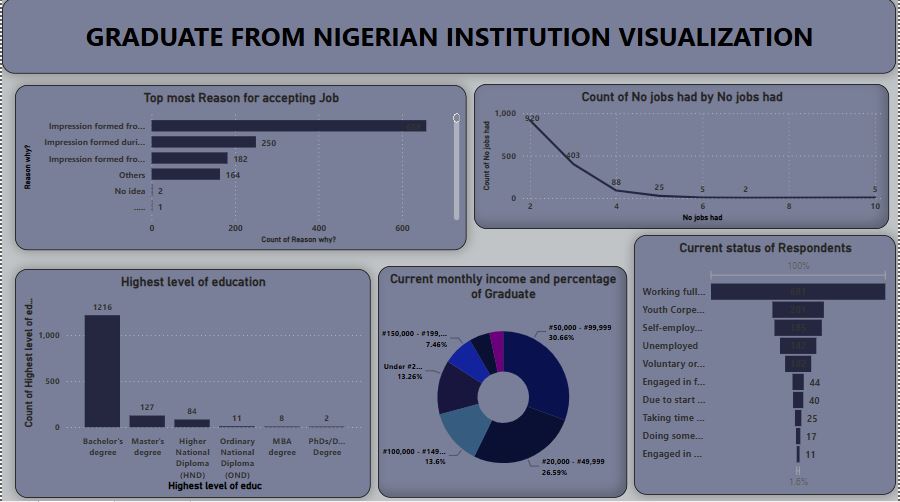 GRADUATE FROM NIGERIAN INSTITUTION VISUALIZATION
Top most Reason for accepting Job
Reason why?
Impression formed fro...
Impression formed duri...
250
Impression formed fro...
182
Others
164
No idea
2
.....
1
0
200
400
600
Count of Reason why?
Count of No jobs had by No jobs had
Count of No jobs had
1,000
500
0
920
403
88
25
5
2
5
2
4
6
8
10
No jobs had
Highest level of education
Count of Highest level of ed...
1,000
500
0
1216
127
84
11
8
2
Bachelor's
degree
Master's
degree
Higher
National
Diploma
(HND)
Ordinary
National
Diploma
(OND)
MBA
degree
PhDs/D...
Degree
Highest level of educ
Current monthly income and percentage
of Graduate
#50,000 - #99,999
30.66%
#20,000 - #49,999
26.59%
#100,000 - #149...
13.6%
Under #2...
13.26%
#150,000 - #199,...
7.46%
Current status of Respondents
100%
Working full...
Youth Corpe...
Self-employ...
Unemployed
Voluntary or...
Engaged in f...
44
Due to start ...
40
Taking time ...
25
Doing some...
17
Engaged in ...
11
1.6%